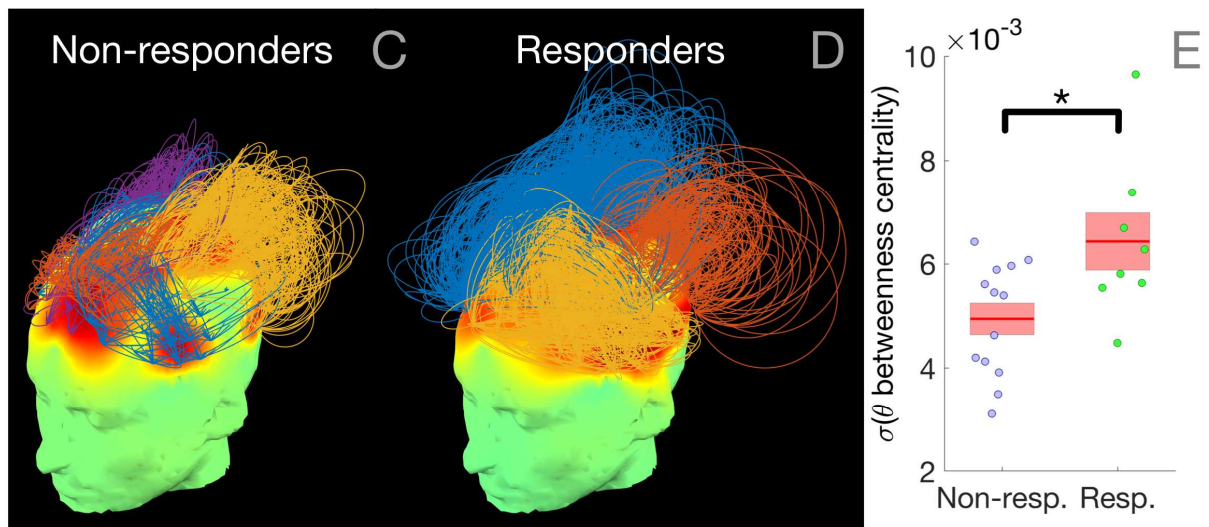 Non-responders
C
Responders
D
E
×10⁻³
10
8
6
4
2
σ(θ betweenness centrality)
*
Non-resp.
Resp.